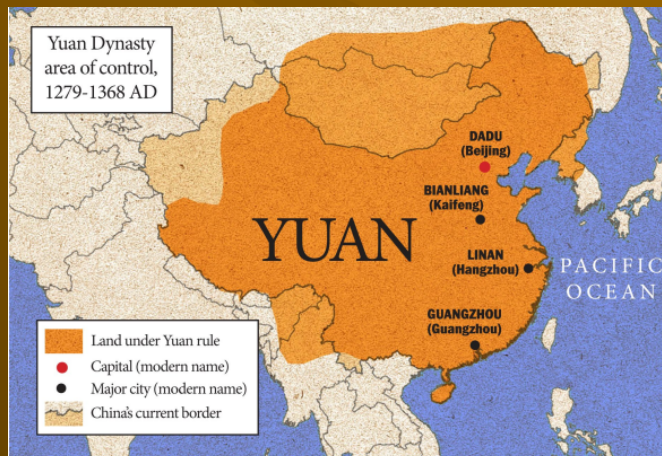 Yuan Dynasty
area of control,
1279-1368 AD
DADU
(Beijing)
BIANLIANG
(Kaifeng)
YUAN
LINAN
(Hangzhou)
PACIFIC
OCEAN
GUANGZHOU
(Guangzhou)
Land under Yuan rule
Capital (modern name)
Major city (modern name)
China's current border